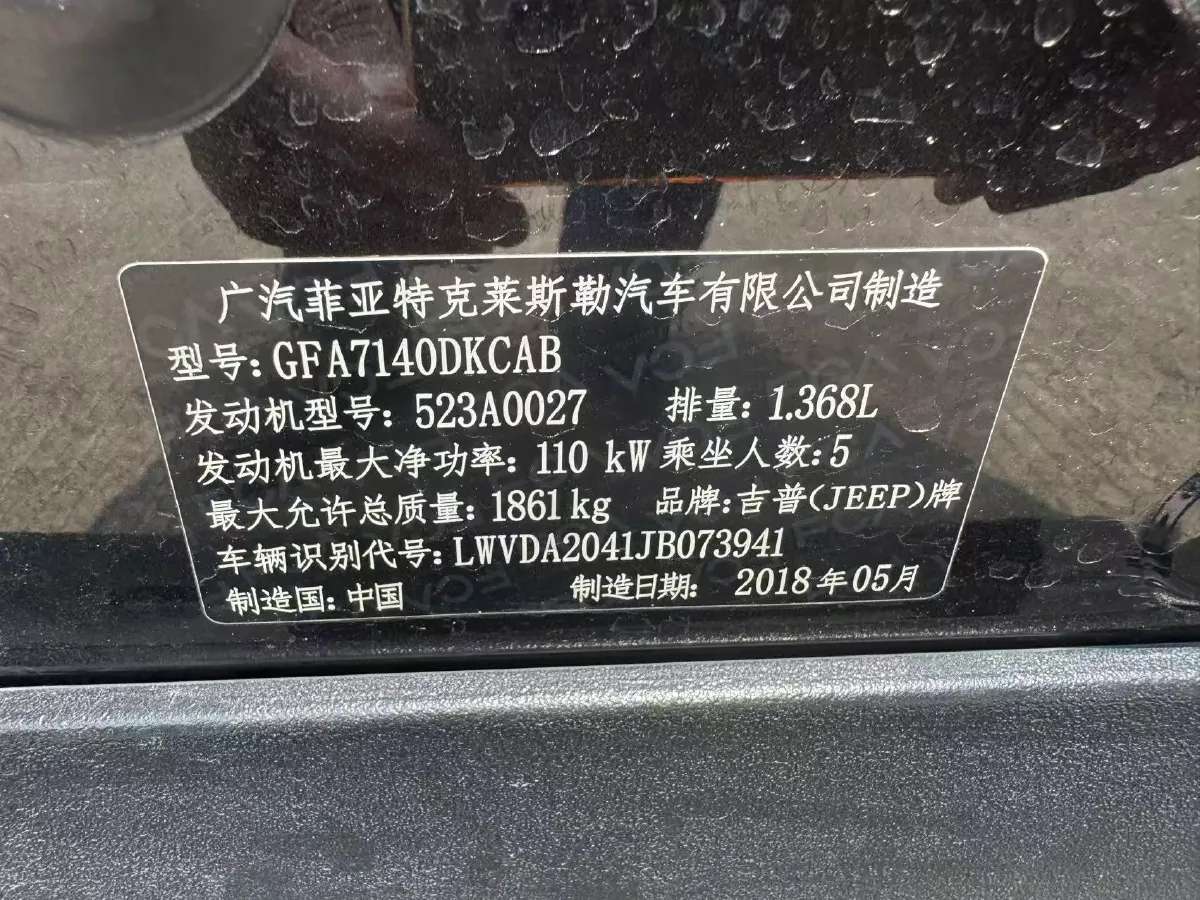 广汽菲亚特克莱斯勒汽车有限公司制造
型号:GFA7140DKCAB
发动机型号: 523A0027 排量: 1.368L
发动机最大净功率: 110 kW 乘坐人数: 5
最大允许总质量: 1861kg 品牌:吉普(JEEP)牌
车辆识别代号: LWVDA2041JB073941
制造国: 中国 制造日期: 2018年05月